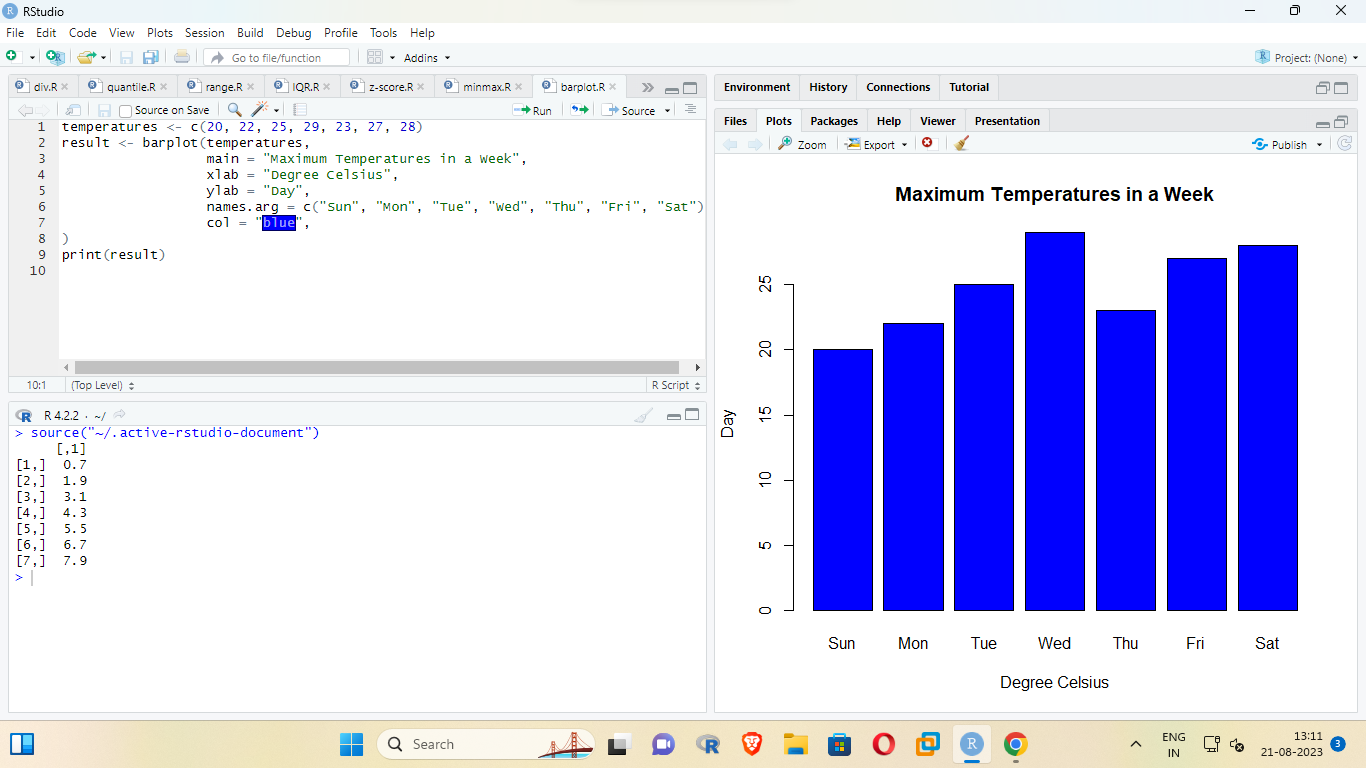 RStudio
File Edit Code View Plots Session Build Debug Profile Tools Help
Go to file/function Addins Project: (None)
div.R quantile.R range.R IQR.R z-score.R minmax.R barplot.R
Source on Save Run Source
1 temperatures <- c(20, 22, 25, 29, 23, 27, 28)
2 result <- barplot(temperatures,
3 main = "Maximum Temperatures in a Week",
4 xlab = "Degree Celsius",
5 ylab = "Day",
6 names.arg = c("Sun", "Mon", "Tue", "Wed", "Thu", "Fri", "Sat")
7 col = "blue",
8 )
9 print(result)
10
10:1 (Top Level) R Script
R 4.2.2 · ~/
> source("~/.active-rstudio-document")
[,1]
[1,] 0.7
[2,] 1.9
[3,] 3.1
[4,] 4.3
[5,] 5.5
[6,] 6.7
[7,] 7.9
>
Environment History Connections Tutorial
Files Plots Packages Help Viewer Presentation
Zoom Export Publish
Maximum Temperatures in a Week
25
20
15
10
5
0
Day
Sun Mon Tue Wed Thu Fri Sat
Degree Celsius
Search
ENG
IN
13:11
21-08-2023
3